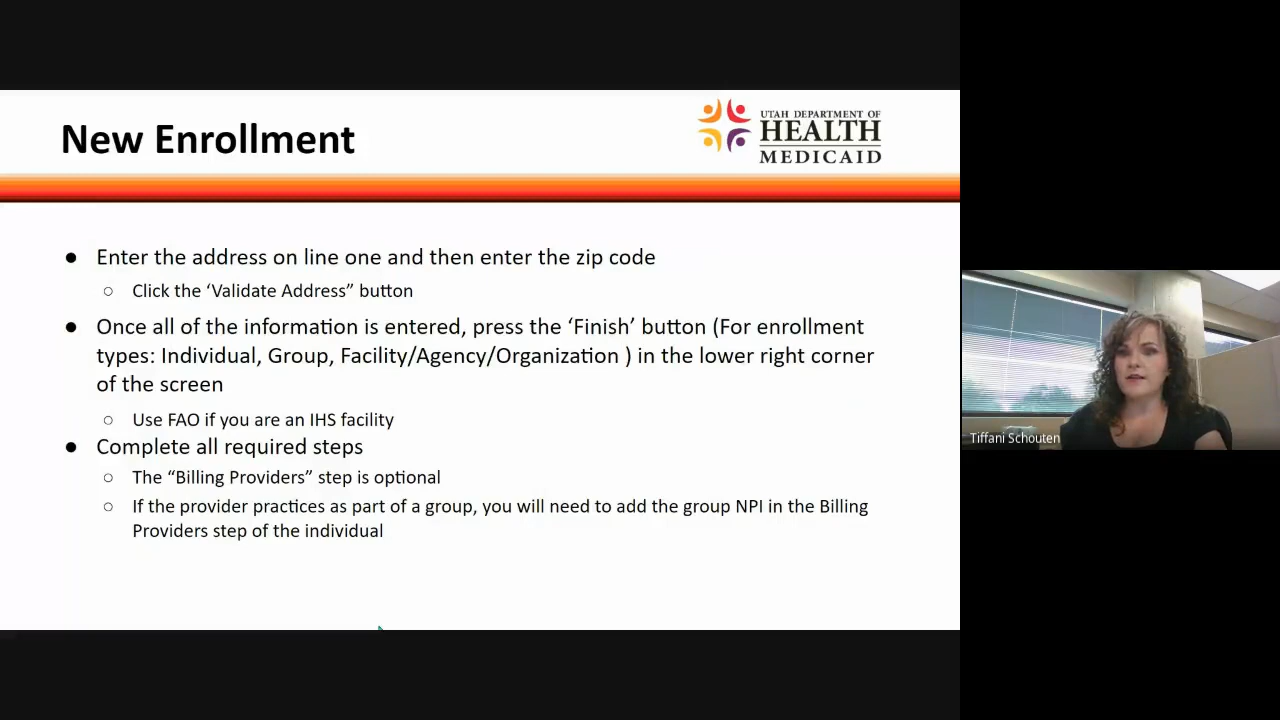 New Enrollment
UTAH DEPARTMENT OF
HEALTH
MEDICAID
● Enter the address on line one and then enter the zip code
○ Click the ‘Validate Address” button
● Once all of the information is entered, press the ‘Finish’ button (For enrollment
types: Individual, Group, Facility/Agency/Organization ) in the lower right corner
of the screen
○ Use FAO if you are an IHS facility
● Complete all required steps
○ The “Billing Providers” step is optional
○ If the provider practices as part of a group, you will need to add the group NPI in the Billing
Providers step of the individual
Tiffani Schouten